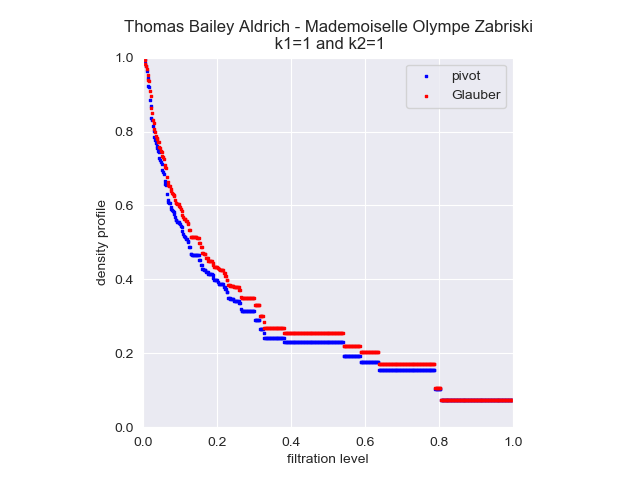 Thomas Bailey Aldrich - Mademoiselle Olympe Zabriski
k1=1 and k2=1
pivot
Glauber
1.0
0.8
0.6
0.4
0.2
0.0
density profile
0.0 0.2 0.4 0.6 0.8 1.0
filtration level